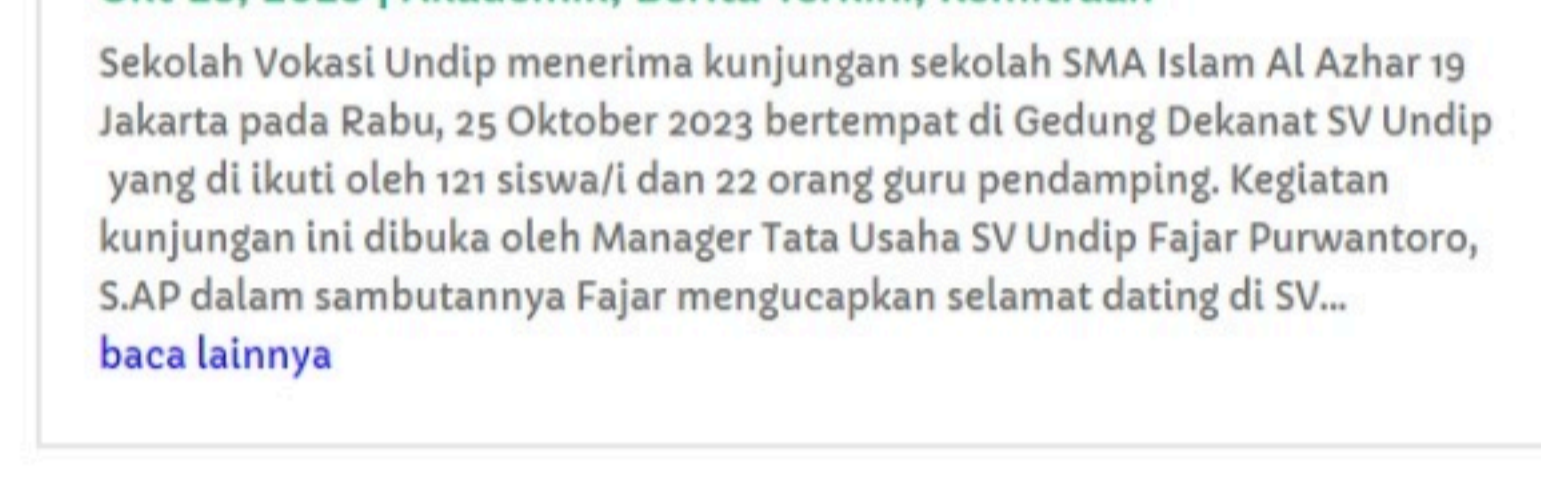 Sekolah Vokasi Undip menerima kunjungan sekolah SMA Islam Al Azhar 19
Jakarta pada Rabu, 25 Oktober 2023 bertempat di Gedung Dekanat SV Undip
yang di ikuti oleh 121 siswa/i dan 22 orang guru pendamping. Kegiatan
kunjungan ini dibuka oleh Manager Tata Usaha SV Undip Fajar Purwantoro,
S.AP dalam sambutannya Fajar mengucapkan selamat dating di SV...
baca lainnya